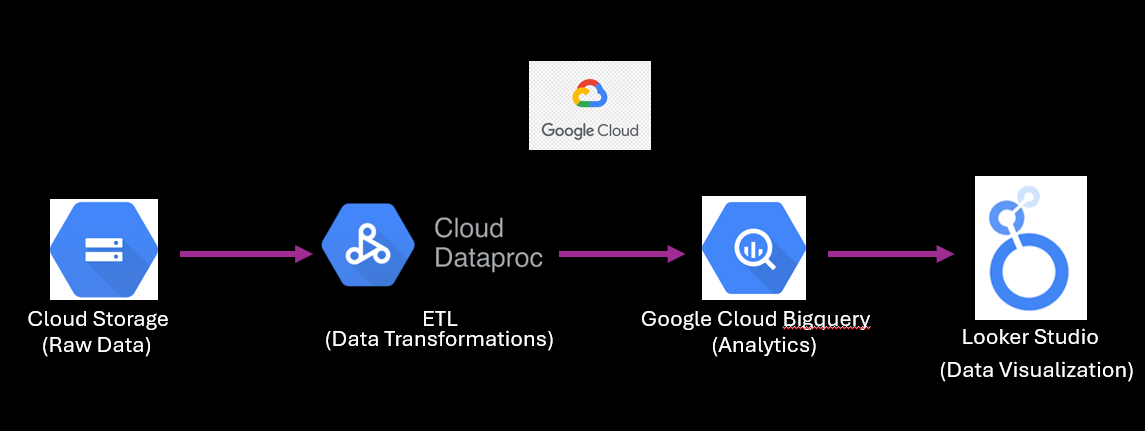 Google Cloud
Cloud
Dataproc
Cloud Storage
(Raw Data)
ETL
(Data Transformations)
Google Cloud Bigquery
(Analytics)
Looker Studio
(Data Visualization)